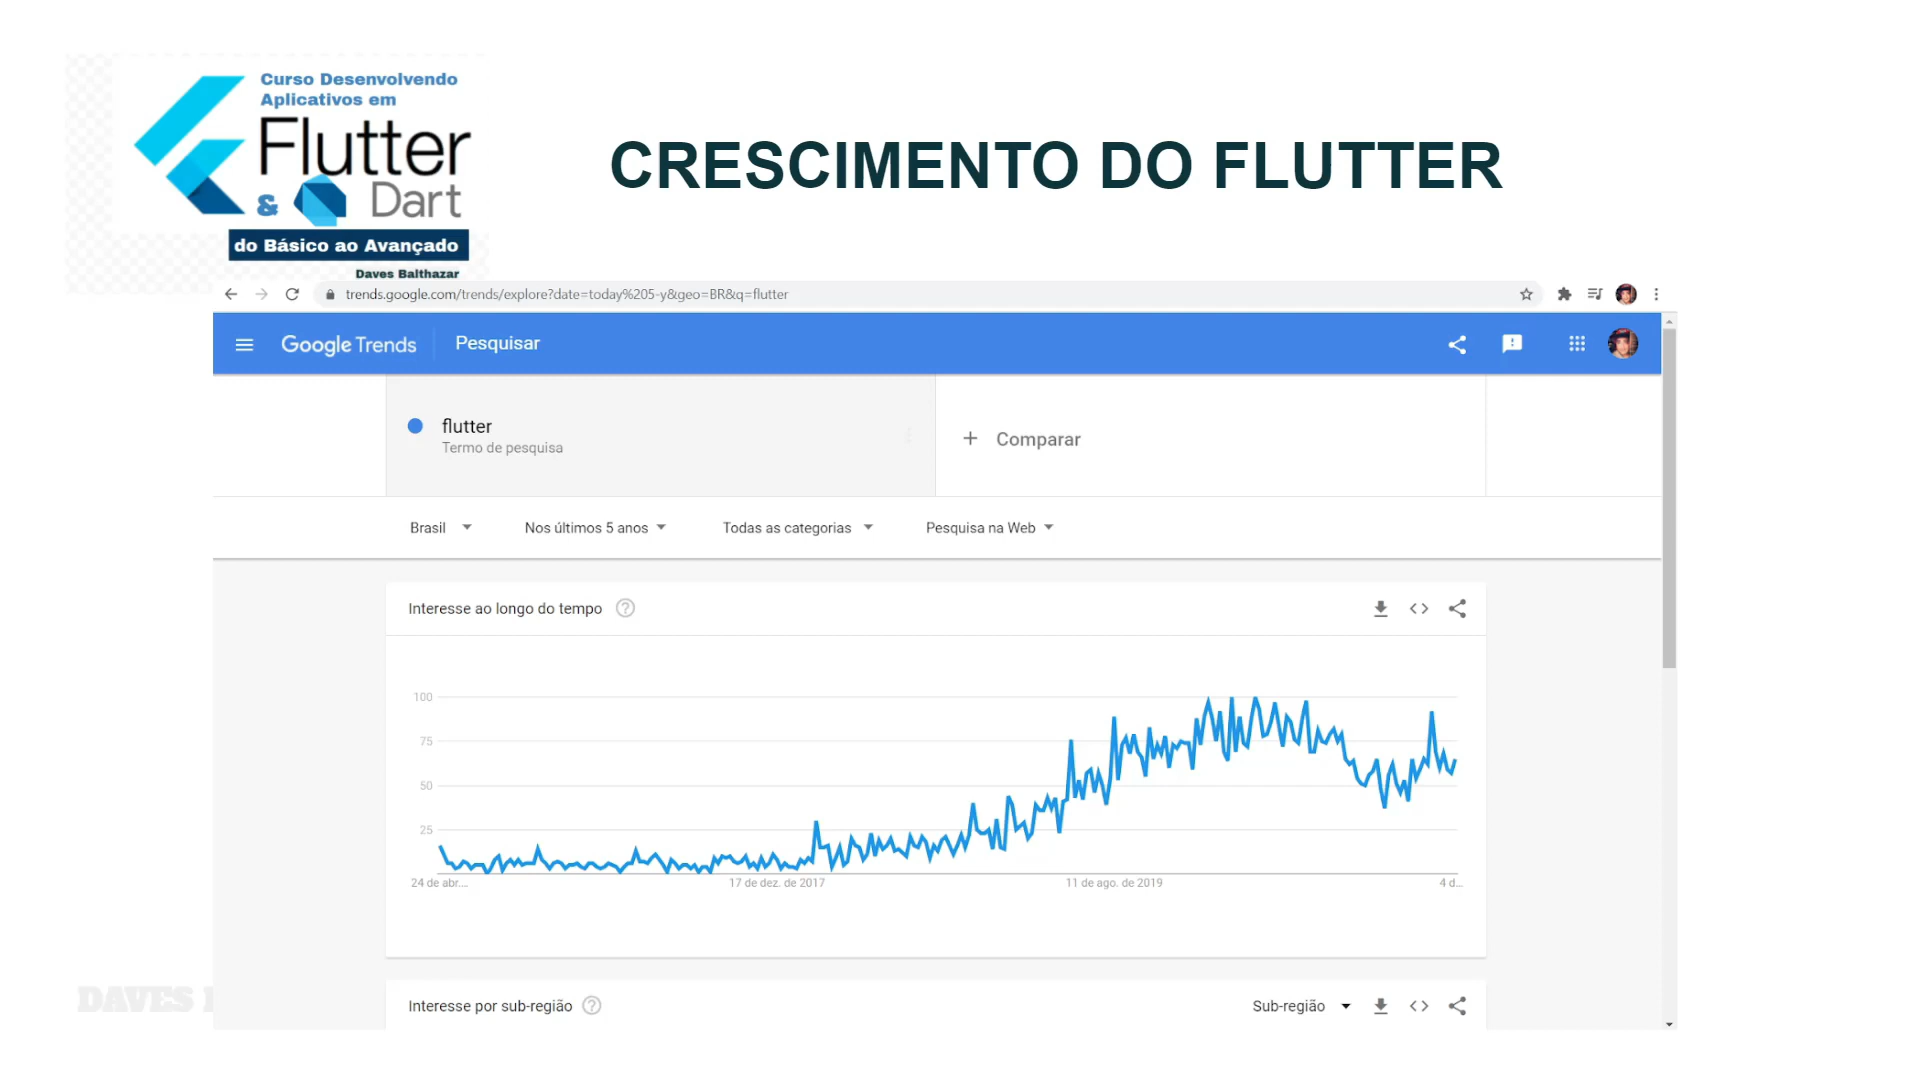 Curso Desenvolvendo
Aplicativos em
Flutter
& Dart
do Básico ao Avançado
Daves Balthazar
CRESCIMENTO DO FLUTTER
trends.google.com/trends/explore?date=today%205-y&geo=BR&q=flutter
Google Trends
Pesquisar
flutter
Termo de pesquisa
+ Comparar
Brasil
Nos últimos 5 anos
Todas as categorias
Pesquisa na Web
Interesse ao longo do tempo
100
75
50
25
24 de abr....
17 de dez. de 2017
11 de ago. de 2019
4 d...
DAVES
Interesse por sub-região
Sub-região